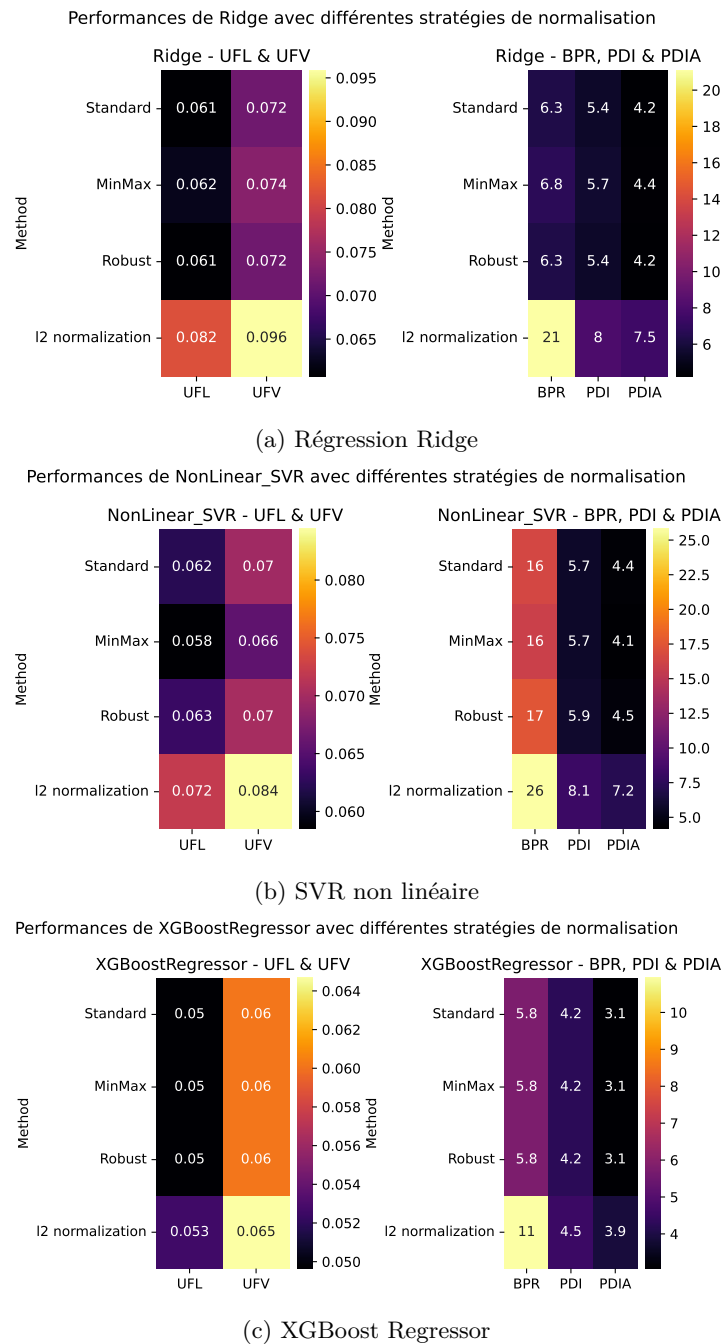 Performances de Ridge avec différentes stratégies de normalisation
Ridge - UFL & UFV
Method
Standard 0.061 0.072
MinMax 0.062 0.074
Robust 0.061 0.072
l2 normalization 0.082 0.096
UFL UFV
0.095
0.090
0.085
0.080
0.075
0.070
0.065
Ridge - BPR, PDI & PDIA
Method
6.3 5.4 4.2
6.8 5.7 4.4
6.3 5.4 4.2
21 8 7.5
BPR PDI PDIA
20
18
16
14
12
10
8
6
(a) Régression Ridge
Performances de NonLinear_SVR avec différentes stratégies de normalisation
NonLinear_SVR - UFL & UFV
Method
Standard 0.062 0.07
MinMax 0.058 0.066
Robust 0.063 0.07
l2 normalization 0.072 0.084
UFL UFV
0.080
0.075
0.070
0.065
0.060
NonLinear_SVR - BPR, PDI & PDIA
Method
16 5.7 4.4
16 5.7 4.1
17 5.9 4.5
26 8.1 7.2
BPR PDI PDIA
25.0
22.5
20.0
17.5
15.0
12.5
10.0
7.5
5.0
(b) SVR non linéaire
Performances de XGBoostRegressor avec différentes stratégies de normalisation
XGBoostRegressor - UFL & UFV
Method
Standard 0.05 0.06
MinMax 0.05 0.06
Robust 0.05 0.06
l2 normalization 0.053 0.065
UFL UFV
0.064
0.062
0.060
0.058
0.056
0.054
0.052
0.050
XGBoostRegressor - BPR, PDI & PDIA
Method
5.8 4.2 3.1
5.8 4.2 3.1
5.8 4.2 3.1
11 4.5 3.9
BPR PDI PDIA
10
9
8
7
6
5
4
(c) XGBoost Regressor